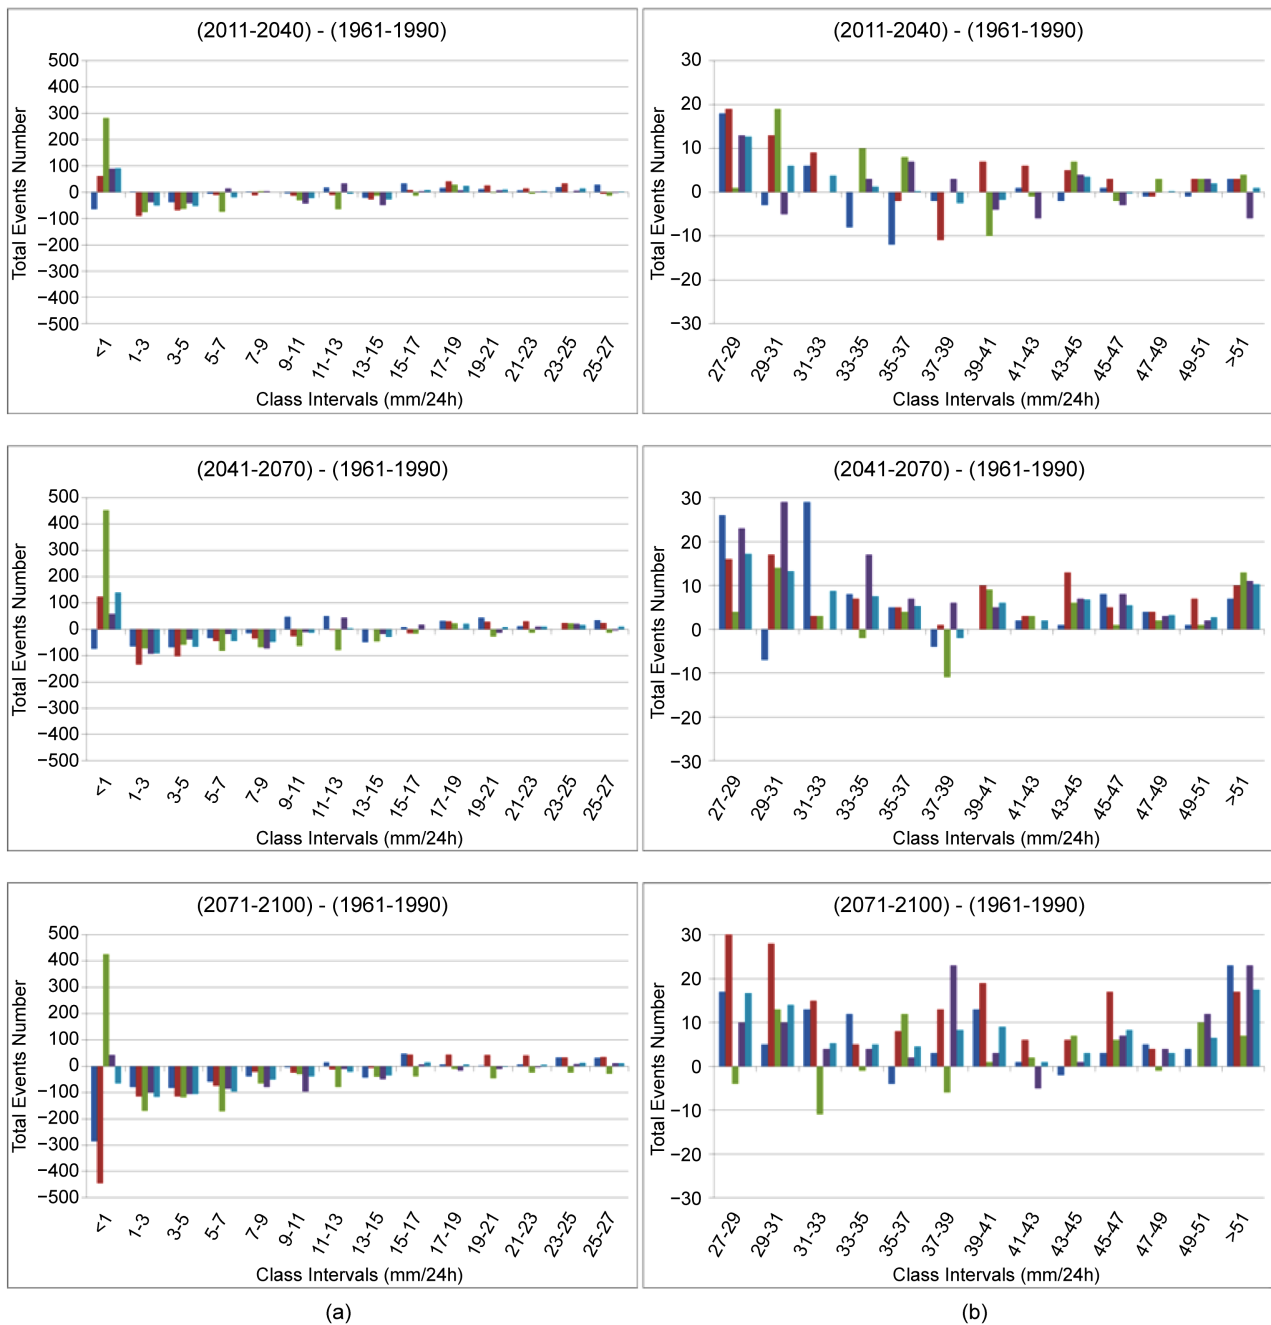 (2011-2040) - (1961-1990)
Total Events Number
500
400
300
200
100
0
−100
−200
−300
−400
−500
<1 1-3 3-5 5-7 7-9 9-11 11-13 13-15 15-17 17-19 19-21 21-23 23-25 25-27
Class Intervals (mm/24h)
(2011-2040) - (1961-1990)
Total Events Number
30
20
10
0
−10
−20
−30
27-29 29-31 31-33 33-35 35-37 37-39 39-41 41-43 43-45 45-47 47-49 49-51 >51
Class Intervals (mm/24h)
(2041-2070) - (1961-1990)
Total Events Number
500
400
300
200
100
0
−100
−200
−300
−400
−500
<1 1-3 3-5 5-7 7-9 9-11 11-13 13-15 15-17 17-19 19-21 21-23 23-25 25-27
Class Intervals (mm/24h)
(2041-2070) - (1961-1990)
Total Events Number
30
20
10
0
−10
−20
−30
27-29 29-31 31-33 33-35 35-37 37-39 39-41 41-43 43-45 45-47 47-49 49-51 >51
Class Intervals (mm/24h)
(2071-2100) - (1961-1990)
Total Events Number
500
400
300
200
100
0
−100
−200
−300
−400
−500
<1 1-3 3-5 5-7 7-9 9-11 11-13 13-15 15-17 17-19 19-21 21-23 23-25 25-27
Class Intervals (mm/24h)
(2071-2100) - (1961-1990)
Total Events Number
30
20
10
0
−10
−20
−30
27-29 29-31 31-33 33-35 35-37 37-39 39-41 41-43 43-45 45-47 47-49 49-51 >51
Class Intervals (mm/24h)
(a)
(b)